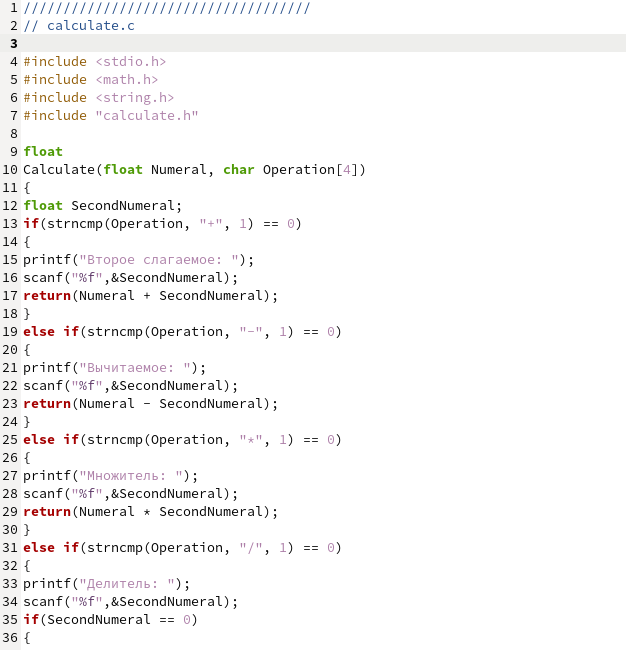 1 ////////////////////////////////////
2 // calculate.c
3
4 #include <stdio.h>
5 #include <math.h>
6 #include <string.h>
7 #include "calculate.h"
8
9 float
10 Calculate(float Numeral, char Operation[4])
11 {
12 float SecondNumeral;
13 if(strncmp(Operation, "+", 1) == 0)
14 {
15 printf("Второе слагаемое: ");
16 scanf("%f",&SecondNumeral);
17 return(Numeral + SecondNumeral);
18 }
19 else if(strncmp(Operation, "-", 1) == 0)
20 {
21 printf("Вычитаемое: ");
22 scanf("%f",&SecondNumeral);
23 return(Numeral - SecondNumeral);
24 }
25 else if(strncmp(Operation, "*", 1) == 0)
26 {
27 printf("Множитель: ");
28 scanf("%f",&SecondNumeral);
29 return(Numeral * SecondNumeral);
30 }
31 else if(strncmp(Operation, "/", 1) == 0)
32 {
33 printf("Делитель: ");
34 scanf("%f",&SecondNumeral);
35 if(SecondNumeral == 0)
36 {